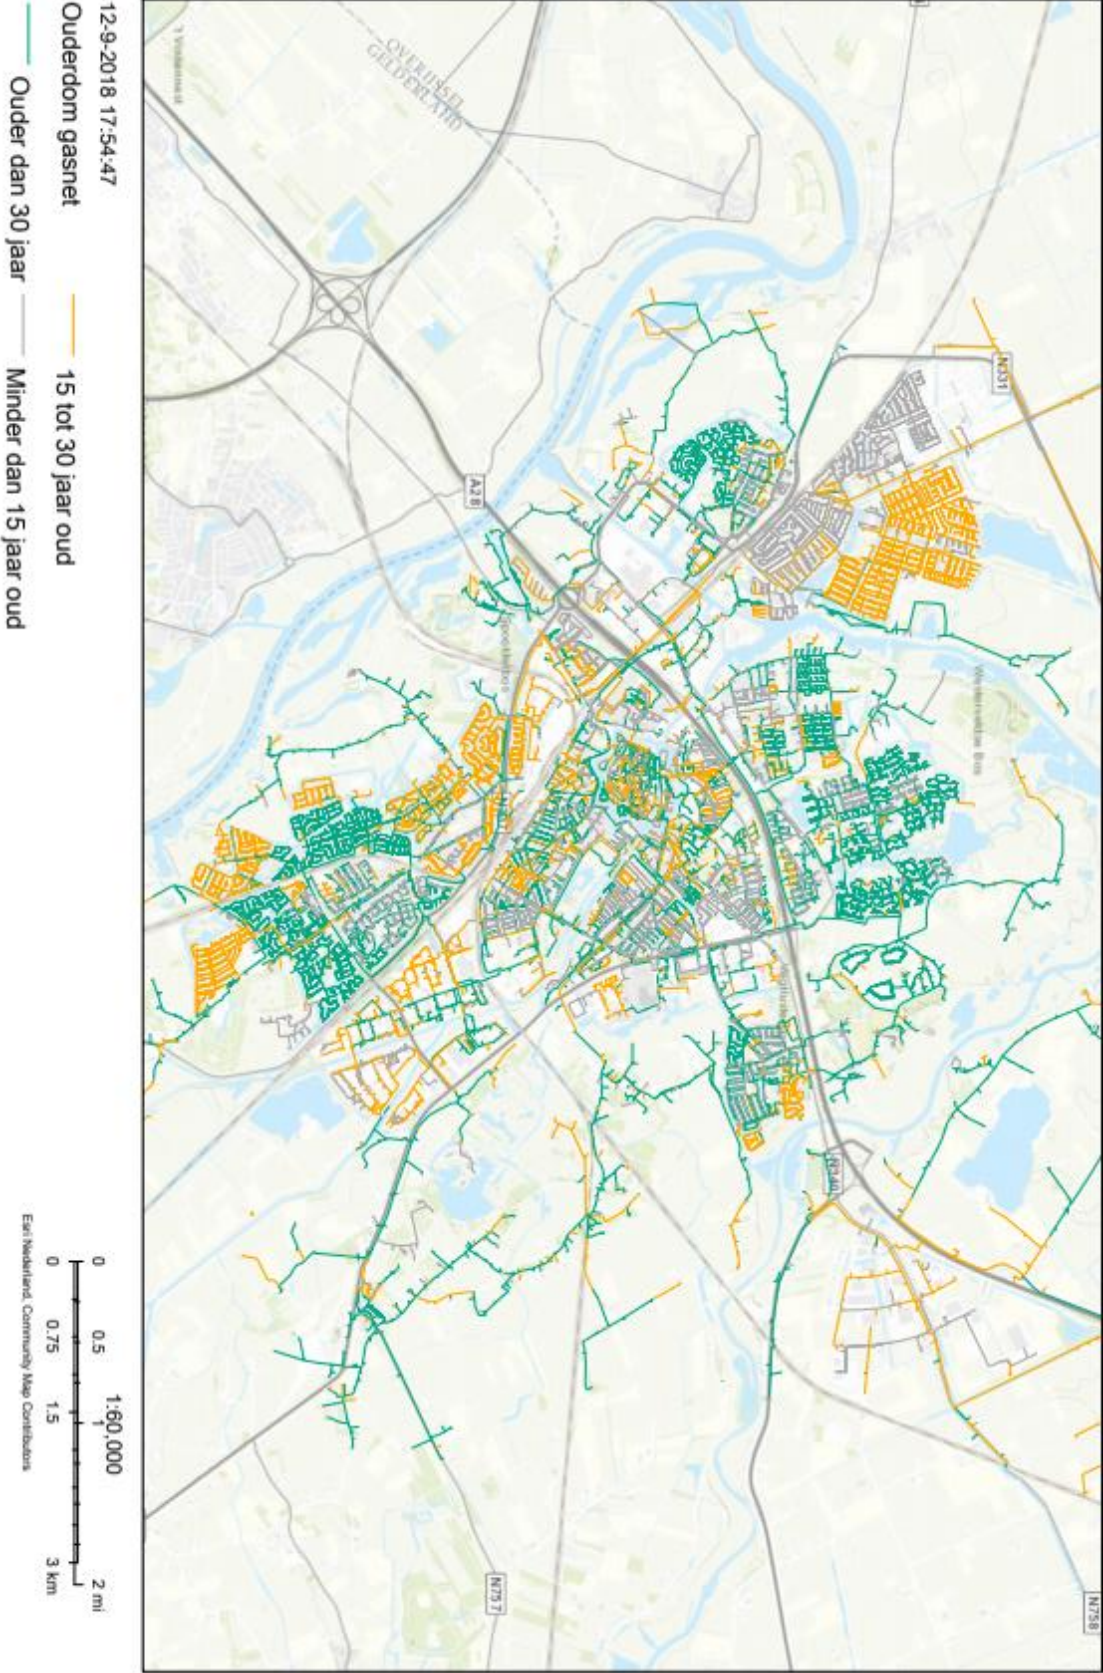 OVERIJSSEL
GELDERLAND
N331
A28
N340
N757
N758
12-9-2018 17:54:47
Ouderdom gasnet
15 tot 30 jaar oud
Ouder dan 30 jaar
Minder dan 15 jaar oud
1:60,000
0 0.5 1 2 mi
0 0.75 1.5 3 km
Esri Nederland, Community Map Contributors